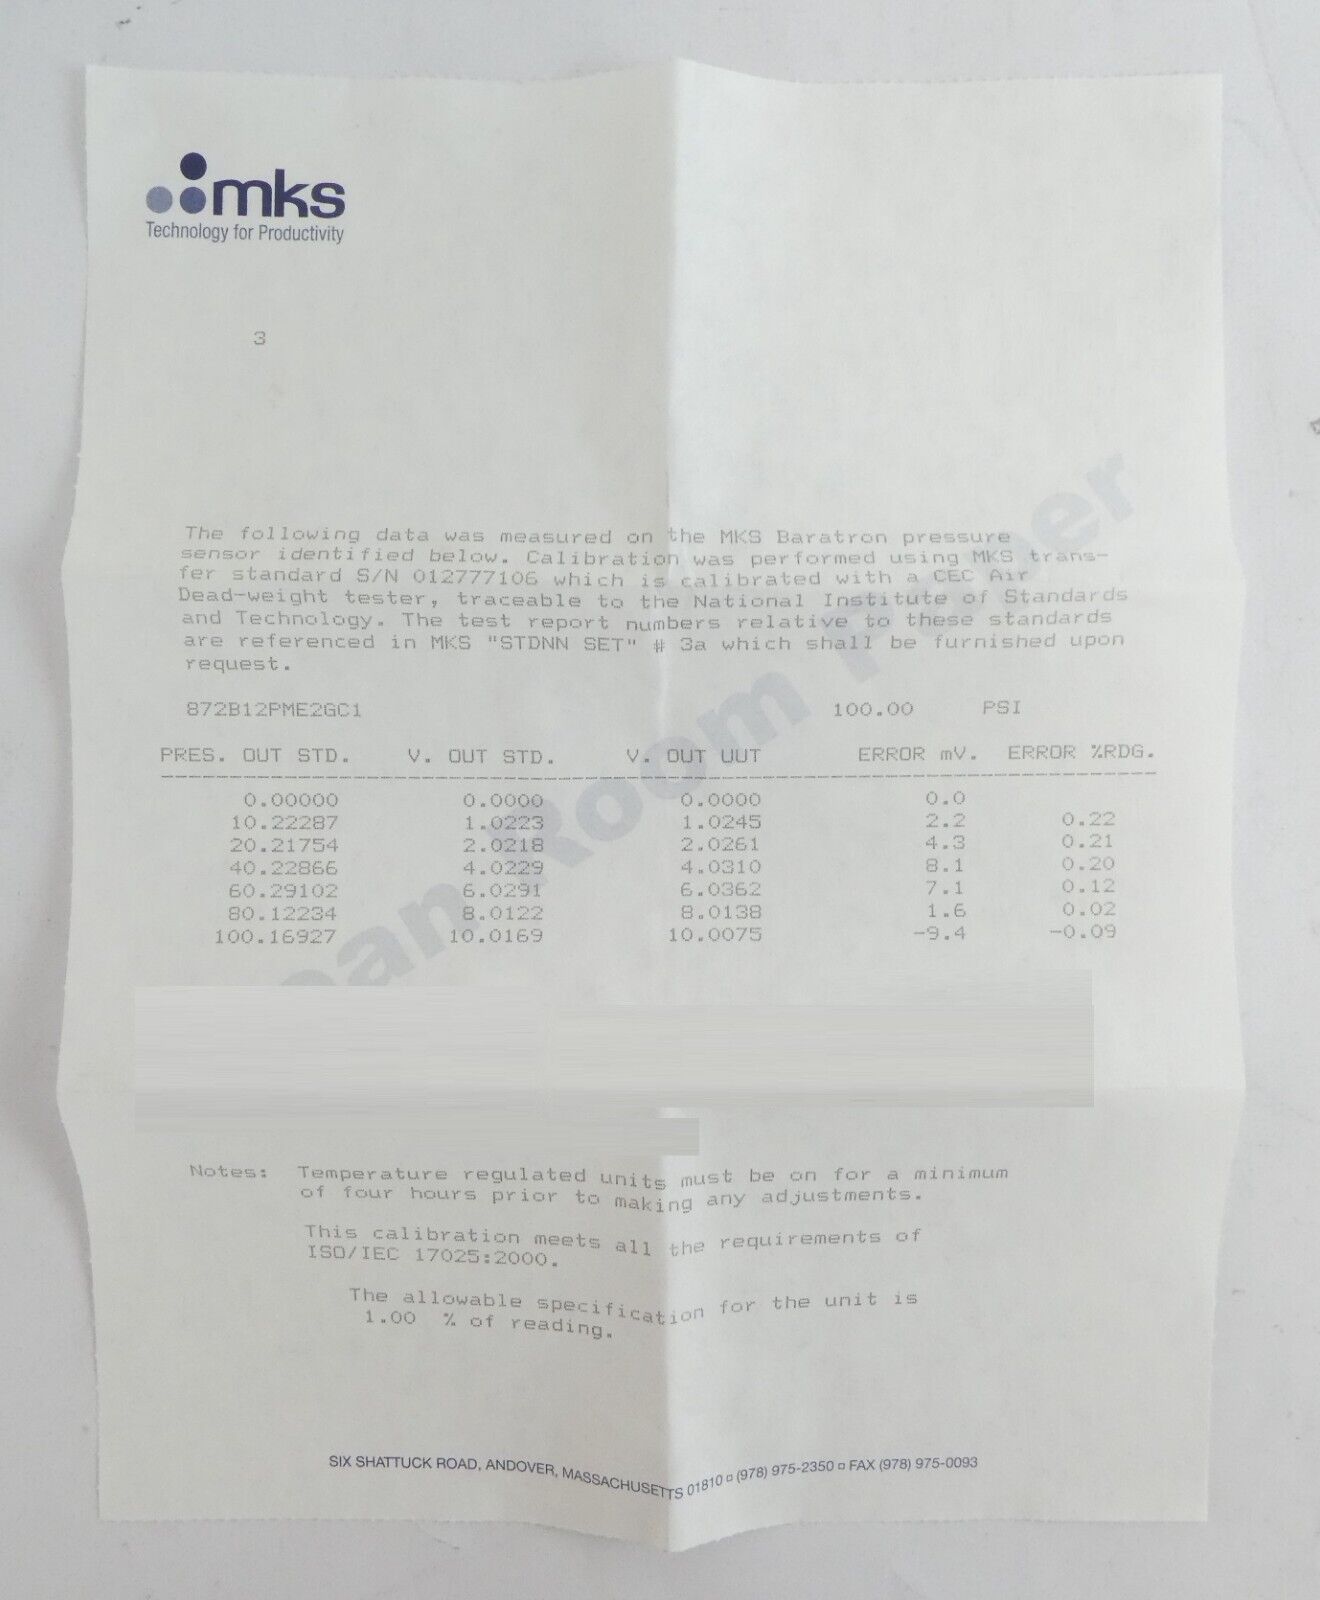 mks
Technology for Productivity
3
The following data was measured on the MKS Baratron pressure
sensor identified below. Calibration was performed using MKS trans-
fer standard S/N 012777106 which is calibrated with a CEC Air
Dead-weight tester, traceable to the National Institute of Standards
and Technology. The test report numbers relative to these standards
are referenced in MKS "STDNN SET" # 3a which shall be furnished upon
request.
872B12PME2GC1 100.00 PSI
PRES. OUT STD. V. OUT STD. V. OUT UUT ERROR mV. ERROR %RDG.
0.00000 0.0000 0.0000 0.0
10.22287 1.0223 1.0245 2.2 0.22
20.21754 2.0218 2.0261 4.3 0.21
40.22866 4.0229 4.0310 8.1 0.20
60.29102 6.0291 6.0362 7.1 0.12
80.12234 8.0122 8.0138 1.6 0.02
100.16927 10.0169 10.0075 -9.4 -0.09
Notes: Temperature regulated units must be on for a minimum
of four hours prior to making any adjustments.
This calibration meets all the requirements of
ISO/IEC 17025:2000.
The allowable specification for the unit is
1.00 % of reading.
SIX SHATTUCK ROAD, ANDOVER, MASSACHUSETTS 01810 ▫ (978) 975-2350 ▫ FAX (978) 975-0093